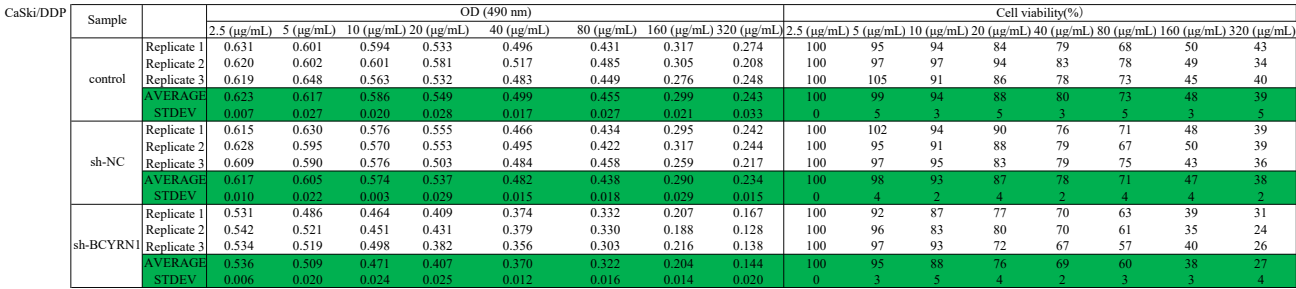 CaSki/DDP Sample OD (490 nm) Cell viability(%)
2.5 (μg/mL) 5 (μg/mL) 10 (μg/mL) 20 (μg/mL) 40 (μg/mL) 80 (μg/mL) 160 (μg/mL) 320 (μg/mL) 2.5 (μg/mL) 5 (μg/mL) 10 (μg/mL) 20 (μg/mL) 40 (μg/mL) 80 (μg/mL) 160 (μg/mL) 320 (μg/mL)
Replicate 1 0.631 0.601 0.594 0.533 0.496 0.431 0.317 0.274 100 95 94 84 79 68 50 43
Replicate 2 0.620 0.602 0.601 0.581 0.517 0.485 0.305 0.208 100 97 97 94 83 78 49 34
control Replicate 3 0.619 0.648 0.563 0.532 0.483 0.449 0.276 0.248 100 105 91 86 78 73 45 40
AVERAGE 0.623 0.617 0.586 0.549 0.499 0.455 0.299 0.243 100 99 94 88 80 73 48 39
STDEV 0.007 0.027 0.020 0.028 0.017 0.027 0.021 0.033 0 5 3 5 3 5 3 5
Replicate 1 0.615 0.630 0.576 0.555 0.466 0.434 0.295 0.242 100 102 94 90 76 71 48 39
Replicate 2 0.628 0.595 0.570 0.553 0.495 0.422 0.317 0.244 100 95 91 88 79 67 50 39
sh-NC Replicate 3 0.609 0.590 0.576 0.503 0.484 0.458 0.259 0.217 100 97 95 83 79 75 43 36
AVERAGE 0.617 0.605 0.574 0.537 0.482 0.438 0.290 0.234 100 98 93 87 78 71 47 38
STDEV 0.010 0.022 0.003 0.029 0.015 0.018 0.029 0.015 0 4 2 4 2 4 4 2
Replicate 1 0.531 0.486 0.464 0.409 0.374 0.332 0.207 0.167 100 92 87 77 70 63 39 31
Replicate 2 0.542 0.521 0.451 0.431 0.379 0.330 0.188 0.128 100 96 83 80 70 61 35 24
sh-BCYRN1 Replicate 3 0.534 0.519 0.498 0.382 0.356 0.303 0.216 0.138 100 97 93 72 67 57 40 26
AVERAGE 0.536 0.509 0.471 0.407 0.370 0.322 0.204 0.144 100 95 88 76 69 60 38 27
STDEV 0.006 0.020 0.024 0.025 0.012 0.016 0.014 0.020 0 3 5 4 2 3 3 4